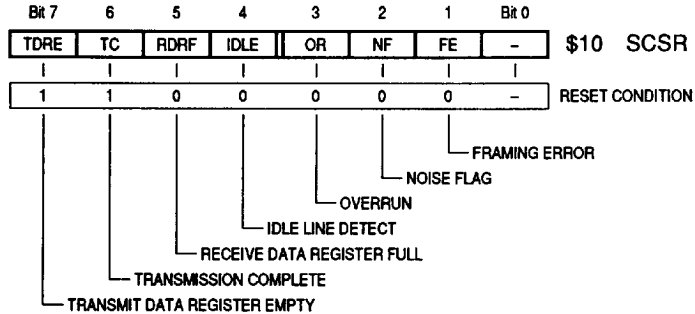 Bit 7 6 5 4 3 2 1 Bit 0
TDRE TC RDRF IDLE OR NF FE – $10 SCSR
1 1 0 0 0 0 0 – RESET CONDITION
FRAMING ERROR
NOISE FLAG
OVERRUN
IDLE LINE DETECT
RECEIVE DATA REGISTER FULL
TRANSMISSION COMPLETE
TRANSMIT DATA REGISTER EMPTY